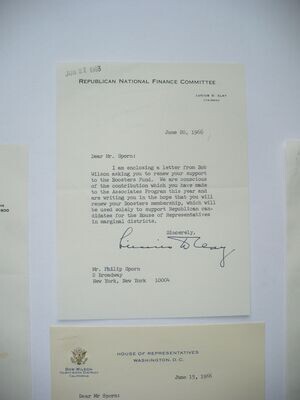 JUN 21 1966
REPUBLICAN NATIONAL FINANCE COMMITTEE
LUCIUS D. CLAY
CHAIRMAN
June 20, 1966
Dear Mr. Sporn:
I am enclosing a letter from Bob
Wilson asking you to renew your support
to the Boosters Fund. We are conscious
of the contribution which you have made
to the Associates Program this year and
are writing you in the hope that you will
renew your Boosters membership, which will
be used solely to support Republican can-
didates for the House of Representatives
in marginal districts.
Sincerely,
Lucius D Clay
Mr. Philip Sporn
2 Broadway
New York, New York 10004
HOUSE OF REPRESENTATIVES
WASHINGTON, D.C.
BOB WILSON
CALIFORNIA
June 15, 1966
Dear Mr Sporn: